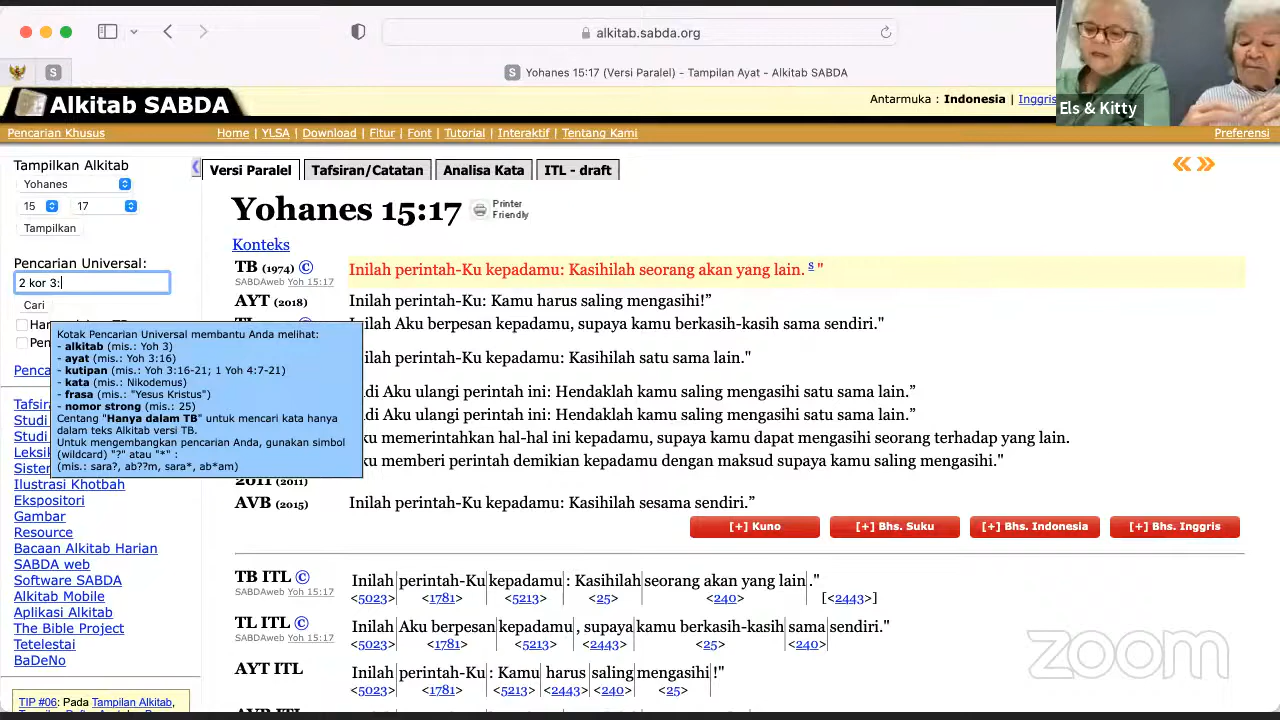 alkitab.sabda.org
S
S Yohanes 15:17 (Versi Paralel) - Tampilan Ayat - Alkitab SABDA
Els & Kitty
Alkitab SABDA
Antarmuka : Indonesia | Inggris
Pencarian Khusus
Home | YLSA | Download | Fitur | Font | Tutorial | Interaktif | Tentang Kami
Preferensi
Tampilkan Alkitab
Yohanes
15 17
Tampilkan
Pencarian Universal:
2 kor 3:
Cari
Kotak Pencarian Universal membantu Anda melihat:
- alkitab (mis.: Yoh 3)
- ayat (mis.: Yoh 3:16)
- kutipan (mis.: Yoh 3:16-21; 1 Yoh 4:7-21)
- kata (mis.: Nikodemus)
- frasa (mis.: "Yesus Kristus")
- nomor strong (mis.: 25)
Centang "Hanya dalam TB" untuk mencari kata hanya
dalam teks Alkitab versi TB.
Untuk mengembangkan pencarian Anda, gunakan simbol
(wildcard) "?" atau "*" :
(mis.: sara?, ab??m, sara*, ab*am)
Studi
Studi
Ilustrasi Khotbah
Ekspositori
Gambar
Resource
Bacaan Alkitab Harian
SABDA web
Software SABDA
Alkitab Mobile
Aplikasi Alkitab
The Bible Project
Tetelestai
BaDeNo
TIP #06: Pada Tampilan Alkitab,
Versi Paralel
Tafsiran/Catatan
Analisa Kata
ITL - draft
Yohanes 15:17
Printer
Friendly
Konteks
TB (1974) © Inilah perintah-Ku kepadamu: Kasihilah seorang akan yang lain. s "
SABDAweb Yoh 15:17
AYT (2018) Inilah perintah-Ku: Kamu harus saling mengasihi!”
Inilah Aku berpesan kepadamu, supaya kamu berkasih-kasih sama sendiri."
perintah-Ku kepadamu: Kasihilah satu sama lain."
Aku ulangi perintah ini: Hendaklah kamu saling mengasihi satu sama lain.”
Aku ulangi perintah ini: Hendaklah kamu saling mengasihi satu sama lain.”
memerintahkan hal-hal ini kepadamu, supaya kamu dapat mengasihi seorang terhadap yang lain.
memberi perintah demikian kepadamu dengan maksud supaya kamu saling mengasihi."
2011 (2011)
AVB (2015) Inilah perintah-Ku kepadamu: Kasihilah sesama sendiri.”
[+] Kuno [+] Bhs. Suku [+] Bhs. Indonesia [+] Bhs. Inggris
TB ITL © Inilah perintah-Ku kepadamu : Kasihilah seorang akan yang lain ."
SABDAweb Yoh 15:17 <5023> <1781> <5213> <25> <240> [<2443>]
TL ITL © Inilah Aku berpesan kepadamu , supaya kamu berkasih-kasih sama sendiri."
SABDAweb Yoh 15:17 <5023> <1781> <5213> <2443> <25> <240>
AYT ITL Inilah perintah-Ku : Kamu harus saling mengasihi !"
<5023> <1781> <5213> <2443> <240> <25>
zoom